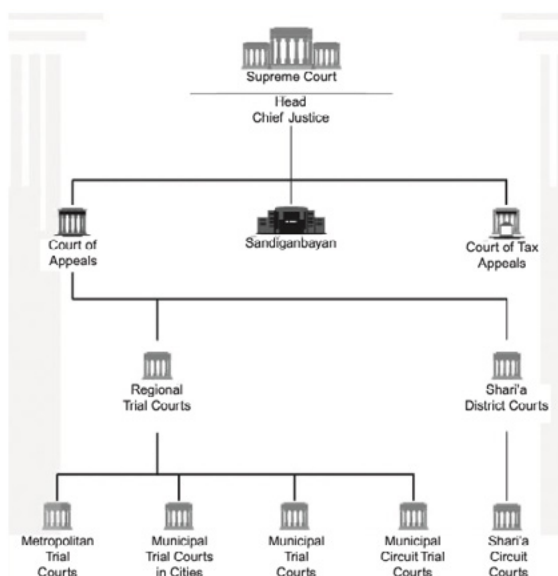 Supreme Court
Head
Chief Justice
Court of
Appeals
Sandiganbayan
Court of Tax
Appeals
Regional
Trial Courts
Shari'a
District Courts
Metropolitan
Trial
Courts
Municipal
Trial Courts
in Cities
Municipal
Trial
Courts
Municipal
Circuit Trial
Courts
Shari'a
Circuit
Courts